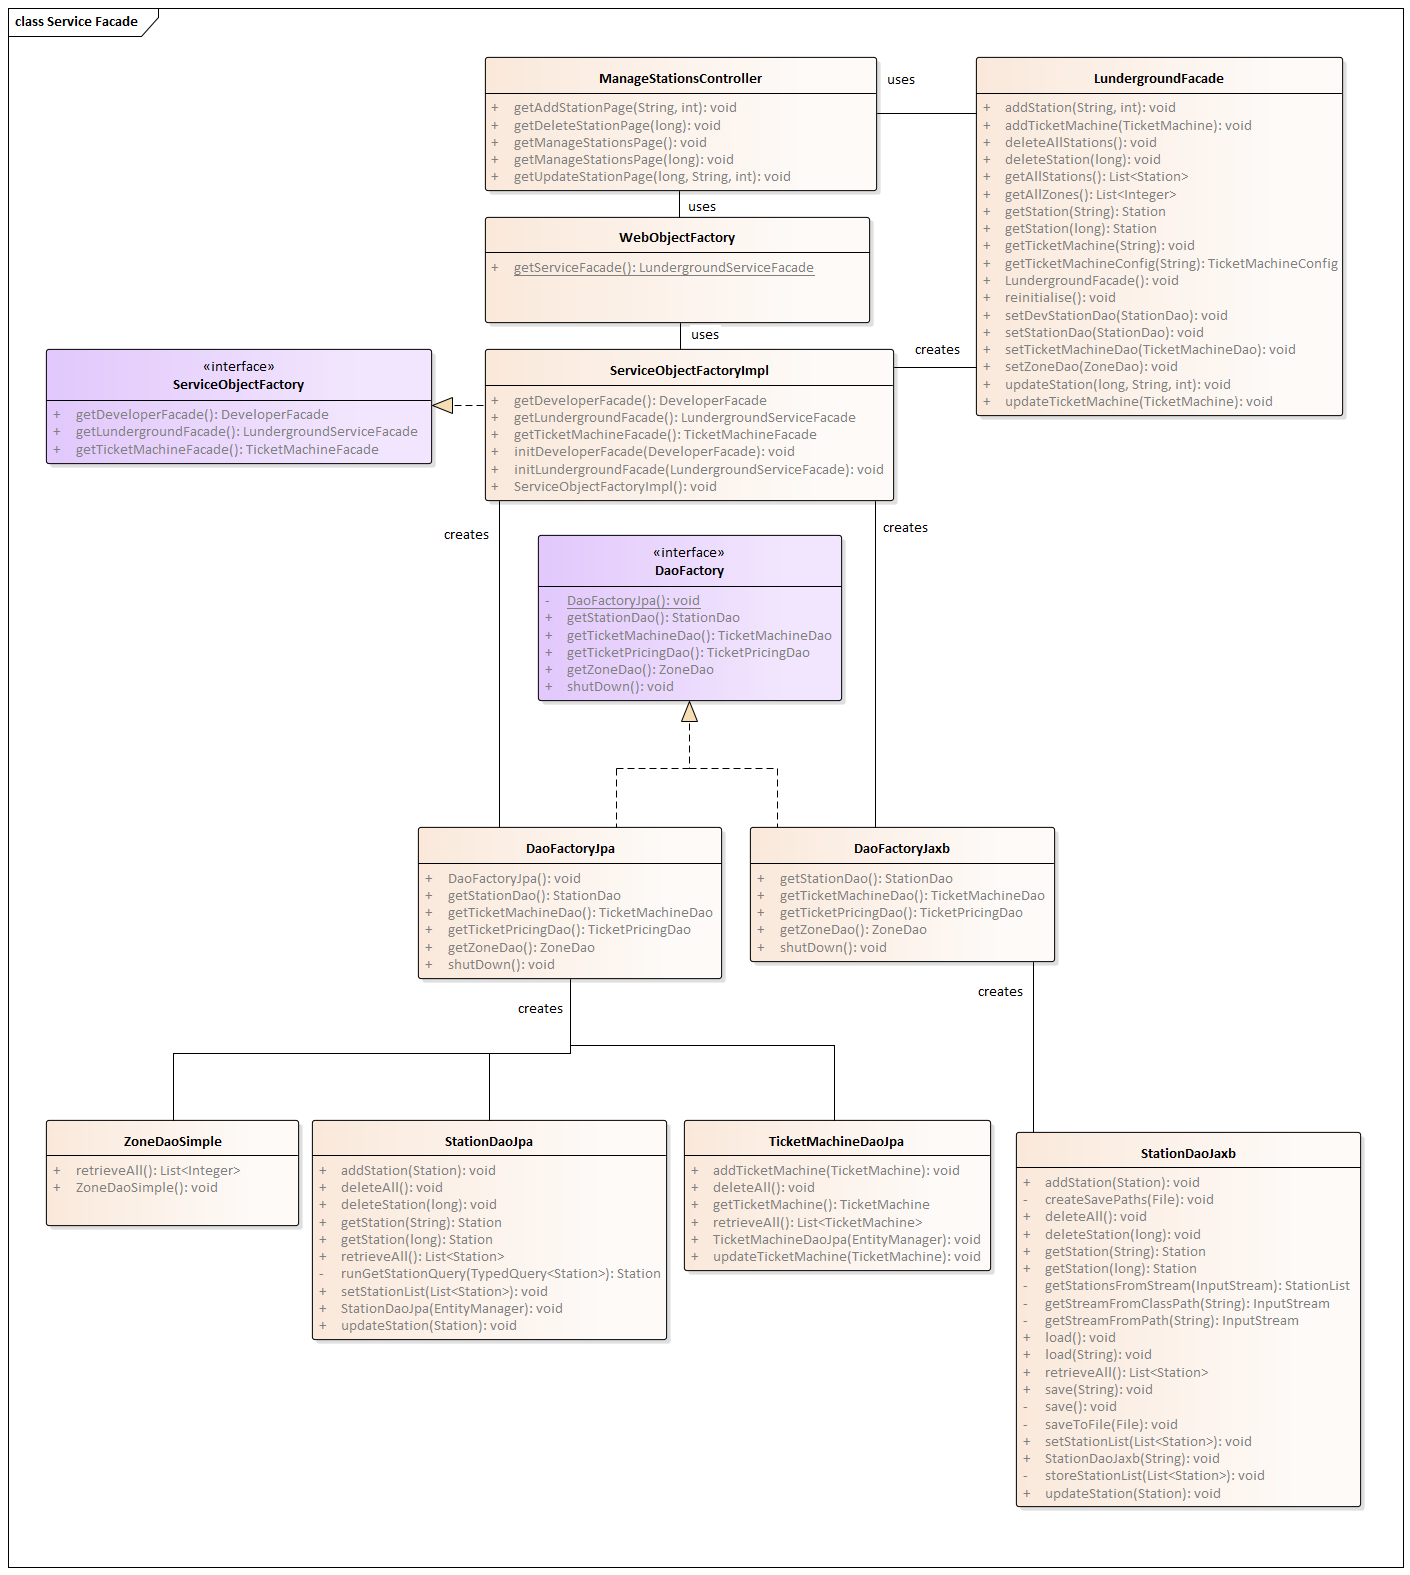 class Service Facade
ManageStationsController
+ getAddStationPage(String, int): void
+ getDeleteStationPage(long): void
+ getManageStationsPage(): void
+ getManageStationsPage(long): void
+ getUpdateStationPage(long, String, int): void
uses
LundergroundFacade
+ addStation(String, int): void
+ addTicketMachine(TicketMachine): void
+ deleteAllStations(): void
+ deleteStation(long): void
+ getAllStations(): List<Station>
+ getAllZones(): List<Integer>
+ getStation(String): Station
+ getStation(long): Station
+ getTicketMachine(String): void
+ getTicketMachineConfig(String): TicketMachineConfig
+ LundergroundFacade(): void
+ reinitialise(): void
+ setDevStationDao(StationDao): void
+ setStationDao(StationDao): void
+ setTicketMachineDao(TicketMachineDao): void
+ setZoneDao(ZoneDao): void
+ updateStation(long, String, int): void
+ updateTicketMachine(TicketMachine): void
uses
WebObjectFactory
+ getServiceFacade(): LundergroundServiceFacade
uses
creates
«interface»
ServiceObjectFactory
+ getDeveloperFacade(): DeveloperFacade
+ getLundergroundFacade(): LundergroundServiceFacade
+ getTicketMachineFacade(): TicketMachineFacade
ServiceObjectFactoryImpl
+ getDeveloperFacade(): DeveloperFacade
+ getLundergroundFacade(): LundergroundServiceFacade
+ getTicketMachineFacade(): TicketMachineFacade
+ initDeveloperFacade(DeveloperFacade): void
+ initLundergroundFacade(LundergroundServiceFacade): void
+ ServiceObjectFactoryImpl(): void
creates
creates
«interface»
DaoFactory
- DaoFactoryJpa(): void
+ getStationDao(): StationDao
+ getTicketMachineDao(): TicketMachineDao
+ getTicketPricingDao(): TicketPricingDao
+ getZoneDao(): ZoneDao
+ shutDown(): void
DaoFactoryJpa
+ DaoFactoryJpa(): void
+ getStationDao(): StationDao
+ getTicketMachineDao(): TicketMachineDao
+ getTicketPricingDao(): TicketPricingDao
+ getZoneDao(): ZoneDao
+ shutDown(): void
DaoFactoryJaxb
+ getStationDao(): StationDao
+ getTicketMachineDao(): TicketMachineDao
+ getTicketPricingDao(): TicketPricingDao
+ getZoneDao(): ZoneDao
+ shutDown(): void
creates
creates
ZoneDaoSimple
+ retrieveAll(): List<Integer>
+ ZoneDaoSimple(): void
StationDaoJpa
+ addStation(Station): void
+ deleteAll(): void
+ deleteStation(long): void
+ getStation(String): Station
+ getStation(long): Station
+ retrieveAll(): List<Station>
- runGetStationQuery(TypedQuery<Station>): Station
+ setStationList(List<Station>): void
+ StationDaoJpa(EntityManager): void
+ updateStation(Station): void
TicketMachineDaoJpa
+ addTicketMachine(TicketMachine): void
+ deleteAll(): void
+ getTicketMachine(): TicketMachine
+ retrieveAll(): List<TicketMachine>
+ TicketMachineDaoJpa(EntityManager): void
+ updateTicketMachine(TicketMachine): void
StationDaoJaxb
+ addStation(Station): void
- createSavePaths(File): void
+ deleteAll(): void
+ deleteStation(long): void
+ getStation(String): Station
+ getStation(long): Station
- getStationsFromStream(InputStream): StationList
- getStreamFromClassPath(String): InputStream
- getStreamFromPath(String): InputStream
+ load(): void
+ load(String): void
+ retrieveAll(): List<Station>
+ save(String): void
- save(): void
- saveToFile(File): void
+ setStationList(List<Station>): void
+ StationDaoJaxb(String): void
- storeStationList(List<Station>): void
+ updateStation(Station): void